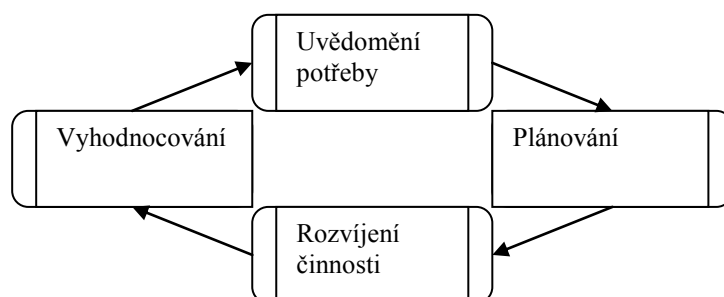 Uvědomění
potřeby
Vyhodnocování
Plánování
Rozvíjení
činnosti